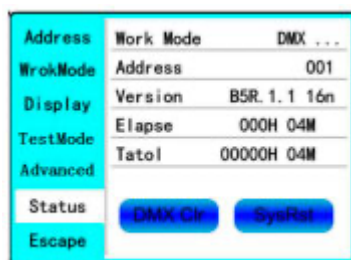 Address
WrokMode
Display
TestMode
Advanced
Status
Escape
Work Mode DMX ...
Address 001
Version B5R.1.1 16n
Elapse 000H 04M
Tatol 00000H 04M
DMX Clr SysRst